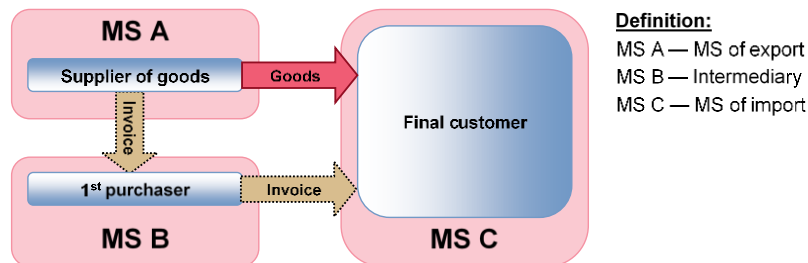 MS A
Supplier of goods
Goods
Invoice
1st purchaser
Invoice
MS B
Final customer
MS C
Definition:
MS A — MS of export
MS B — Intermediary
MS C — MS of import